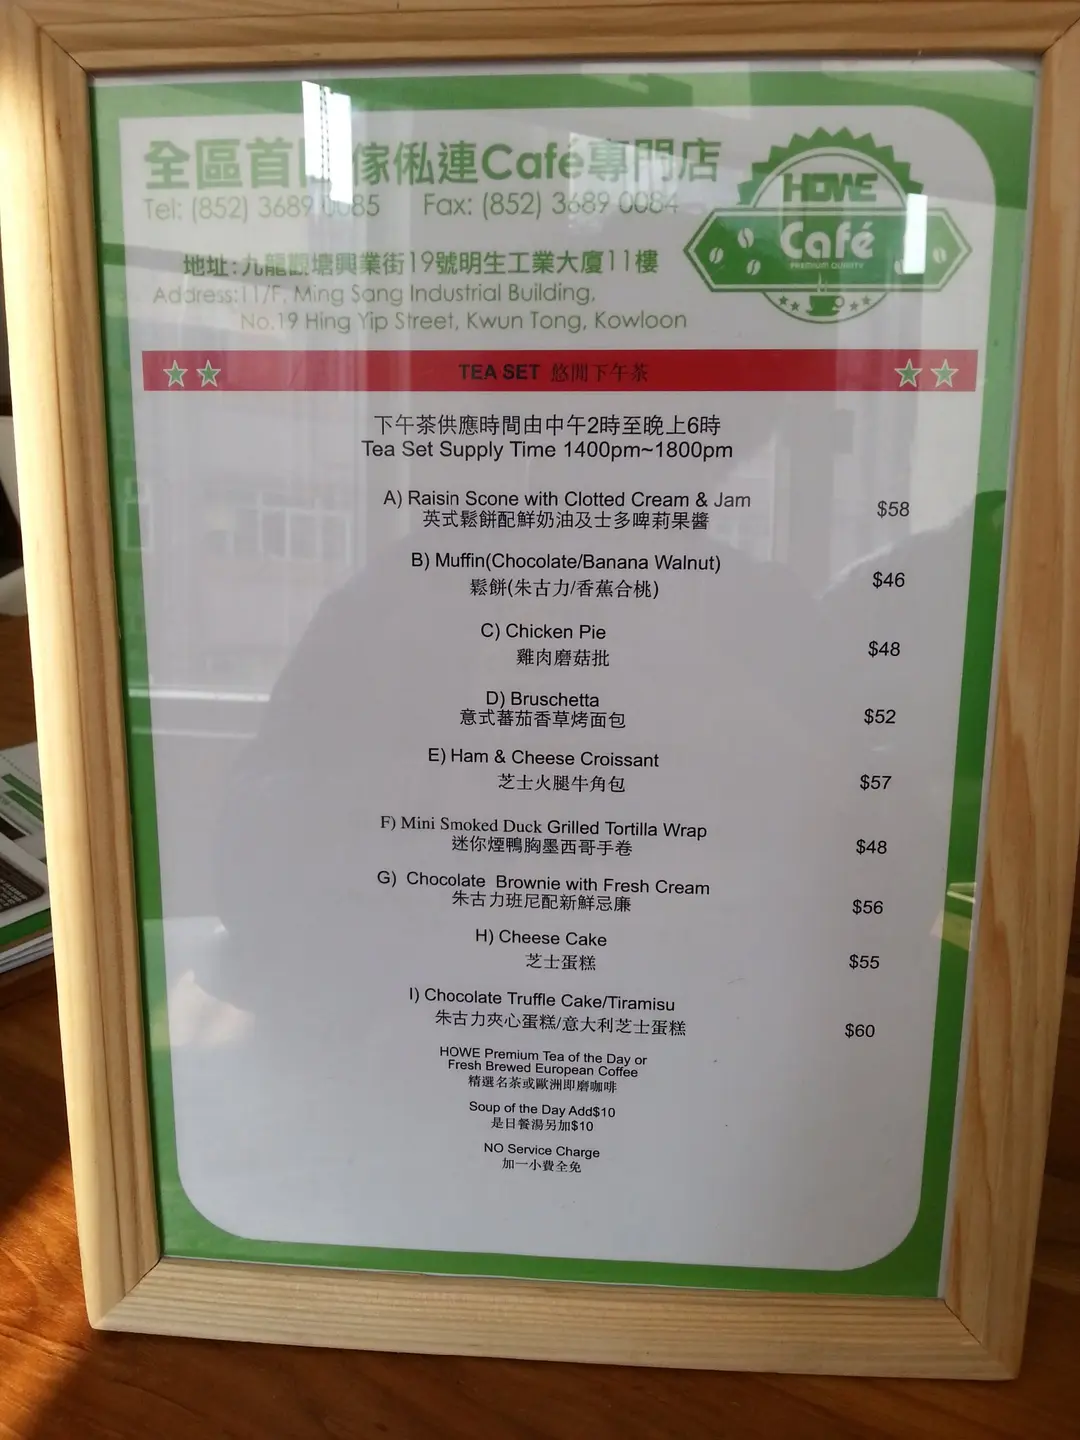 全區首 傢俬連Café專門店
Tel: (852) 3689 0085 Fax: (852) 3689 0084
HOWE
Café
PREMIUM QUALITY
地址:九龍觀塘興業街19號明生工業大廈11樓
Address:11/F, Ming Sang Industrial Building,
No.19 Hing Yip Street, Kwun Tong, Kowloon
TEA SET 悠閒下午茶
下午茶供應時間由中午2時至晚上6時
Tea Set Supply Time 1400pm~1800pm
A) Raisin Scone with Clotted Cream & Jam
英式鬆餅配鮮奶油及士多啤莉果醬
$58
B) Muffin(Chocolate/Banana Walnut)
鬆餅(朱古力/香蕉合桃)
$46
C) Chicken Pie
雞肉磨菇批
$48
D) Bruschetta
意式蕃茄香草烤面包
$52
E) Ham & Cheese Croissant
芝士火腿牛角包
$57
F) Mini Smoked Duck Grilled Tortilla Wrap
迷你煙鴨胸墨西哥手卷
$48
G) Chocolate Brownie with Fresh Cream
朱古力班尼配新鮮忌廉
$56
H) Cheese Cake
芝士蛋糕
$55
I) Chocolate Truffle Cake/Tiramisu
朱古力夾心蛋糕/意大利芝士蛋糕
$60
HOWE Premium Tea of the Day or
Fresh Brewed European Coffee
精選名茶或歐洲即磨咖啡
Soup of the Day Add$10
是日餐湯另加$10
NO Service Charge
加一小費全免